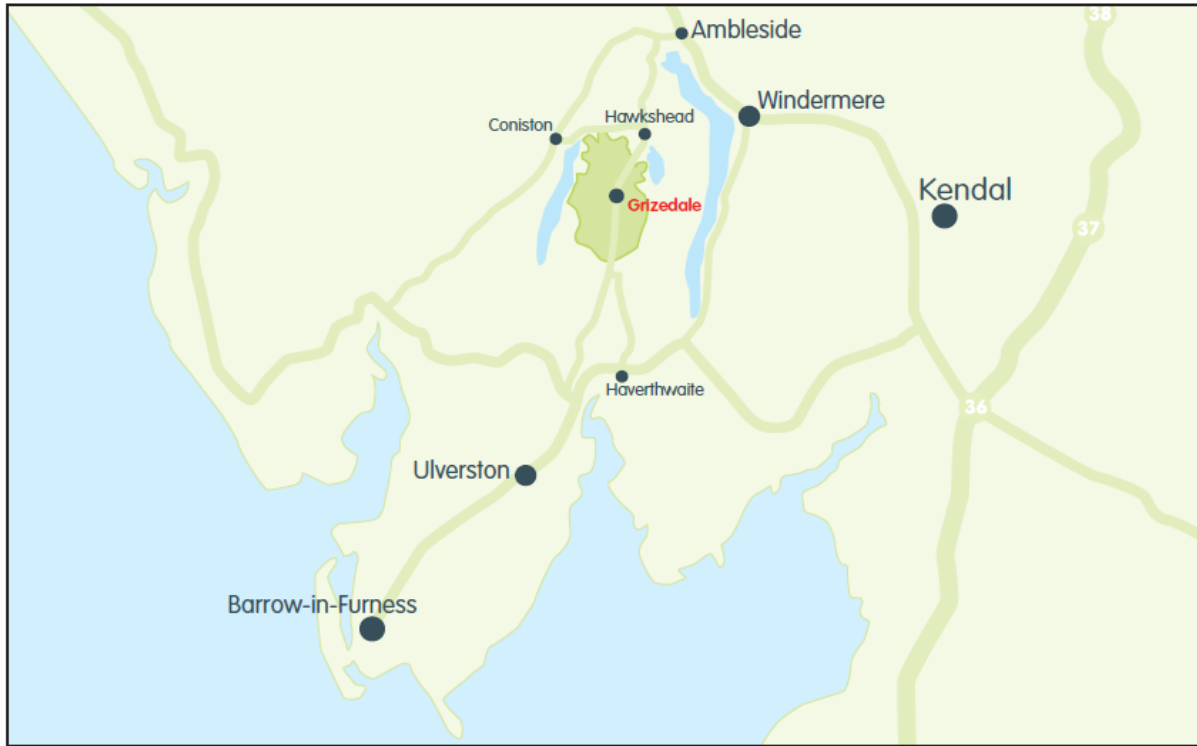 38
Ambleside
Windermere
Hawkshead
Coniston
Kendal
Grizedale
37
Haverthwaite
36
Ulverston
Barrow-in-Furness